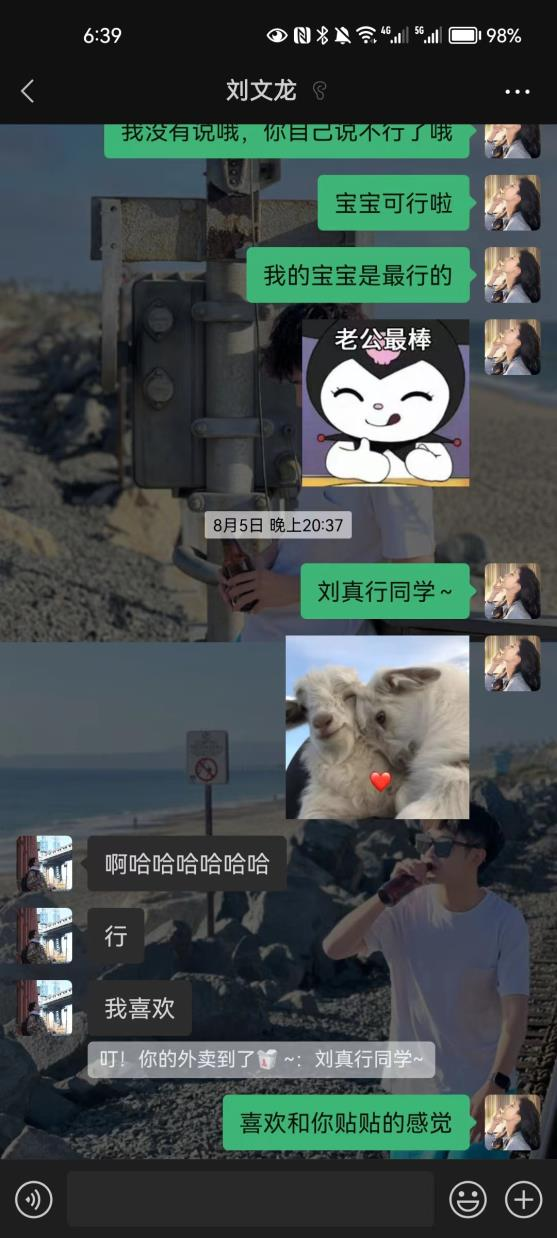 6:39
4G
5G
98%
刘文龙
我没有说哦，你自己说不行了哦
宝宝可行啦
我的宝宝是最行的
老公最棒
8月5日 晚上20:37
刘真行同学~
啊哈哈哈哈哈哈
行
我喜欢
叮！你的外卖到了 ~：刘真行同学~
喜欢和你贴贴的感觉